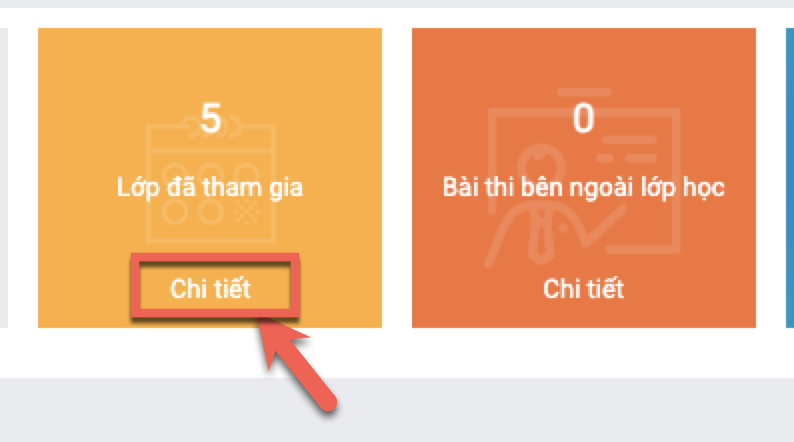 5
Lớp đã tham gia
Chi tiết
0
Bài thi bên ngoài lớp học
Chi tiết